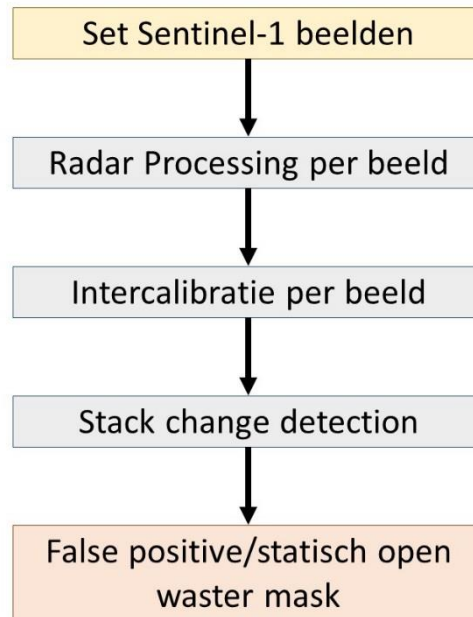 Set Sentinel-1 beelden
Radar Processing per beeld
Intercalibratie per beeld
Stack change detection
False positive/statisch open
waster mask